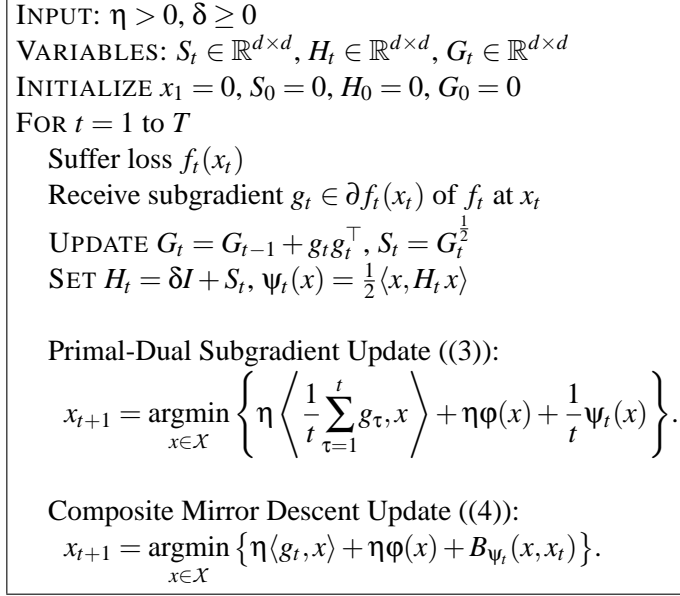 INPUT: η > 0, δ ≥ 0
VARIABLES: S_t ∈ ℝ^{d×d}, H_t ∈ ℝ^{d×d}, G_t ∈ ℝ^{d×d}
INITIALIZE x_1 = 0, S_0 = 0, H_0 = 0, G_0 = 0
FOR t = 1 to T
Suffer loss f_t(x_t)
Receive subgradient g_t ∈ ∂f_t(x_t) of f_t at x_t
UPDATE G_t = G_{t−1} + g_t g_t^⊤, S_t = G_t^{1/2}
SET H_t = δI + S_t, ψ_t(x) = 1/2 ⟨x, H_t x⟩
Primal-Dual Subgradient Update ((3)):
x_{t+1} = argmin_{x∈X} { η ⟨ 1/t ∑_{τ=1}^{t} g_τ, x ⟩ + ηφ(x) + 1/t ψ_t(x) }.
Composite Mirror Descent Update ((4)):
x_{t+1} = argmin_{x∈X} { η⟨g_t, x⟩ + ηφ(x) + B_{ψ_t}(x, x_t) }.